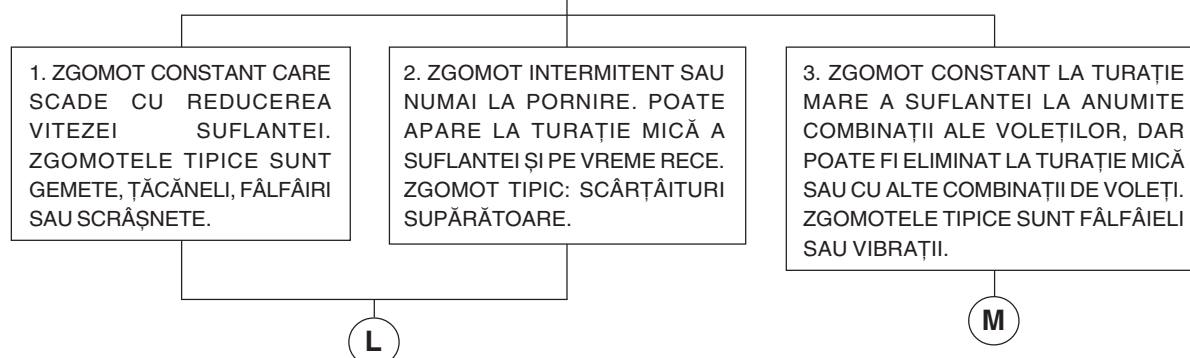 1. ZGOMOT CONSTANT CARE
SCADE CU REDUCEREA
VITEZEI SUFLANTEI.
ZGOMOTELE TIPICE SUNT
GEMETE, ȚĂCĂNELI, FÂLFÂIRI
SAU SCRÂȘNETE.
2. ZGOMOT INTERMITENT SAU
NUMAI LA PORNIRE. POATE
APARE LA TURAȚIE MICĂ A
SUFLANTEI ȘI PE VREME RECE.
ZGOMOT TIPIC: SCÂRȚÂITURI
SUPĂRĂTOARE.
3. ZGOMOT CONSTANT LA TURAȚIE
MARE A SUFLANTEI LA ANUMITE
COMBINAȚII ALE VOLEȚILOR, DAR
POATE FI ELIMINAT LA TURAȚIE MICĂ
SAU CU ALTE COMBINAȚII DE VOLEȚI.
ZGOMOTELE TIPICE SUNT FÂLFÂIELI
SAU VIBRAȚII.
L
M